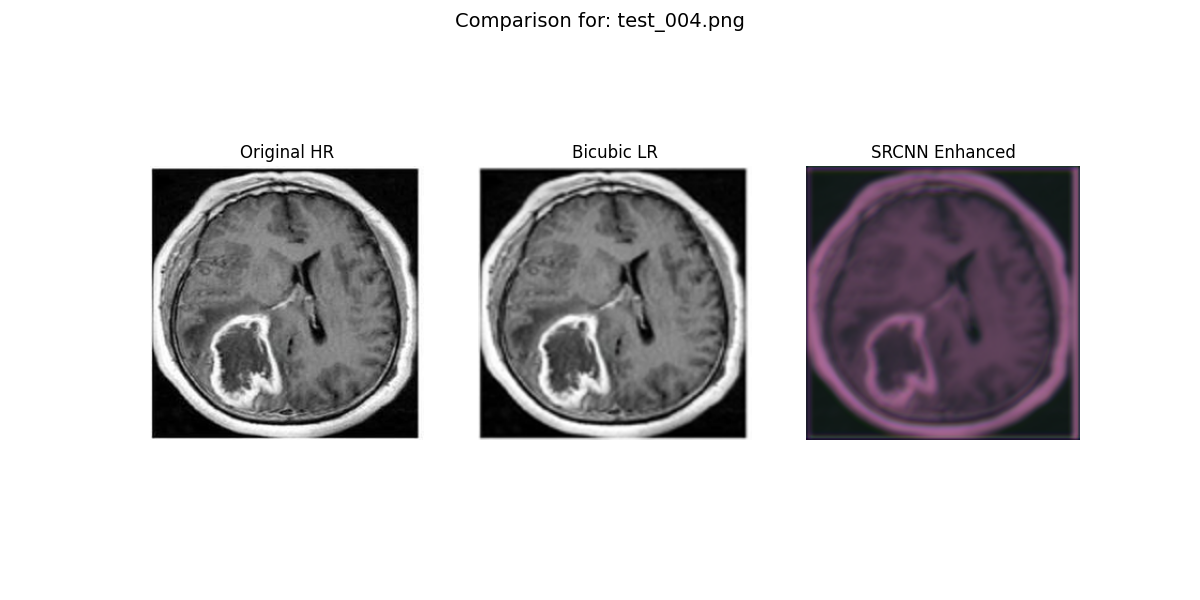 Comparison for: test_004.png
Original HR
Bicubic LR
SRCNN Enhanced